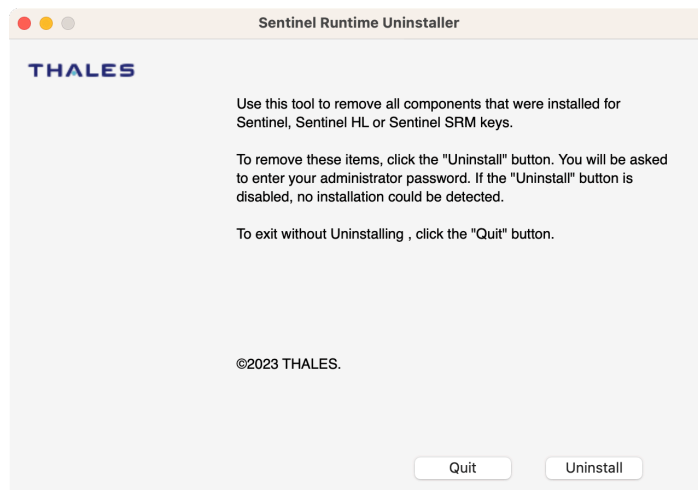 Sentinel Runtime Uninstaller
THALES
Use this tool to remove all components that were installed for
Sentinel, Sentinel HL or Sentinel SRM keys.
To remove these items, click the "Uninstall" button. You will be asked
to enter your administrator password. If the "Uninstall" button is
disabled, no installation could be detected.
To exit without Uninstalling , click the "Quit" button.
©2023 THALES.
Quit
Uninstall